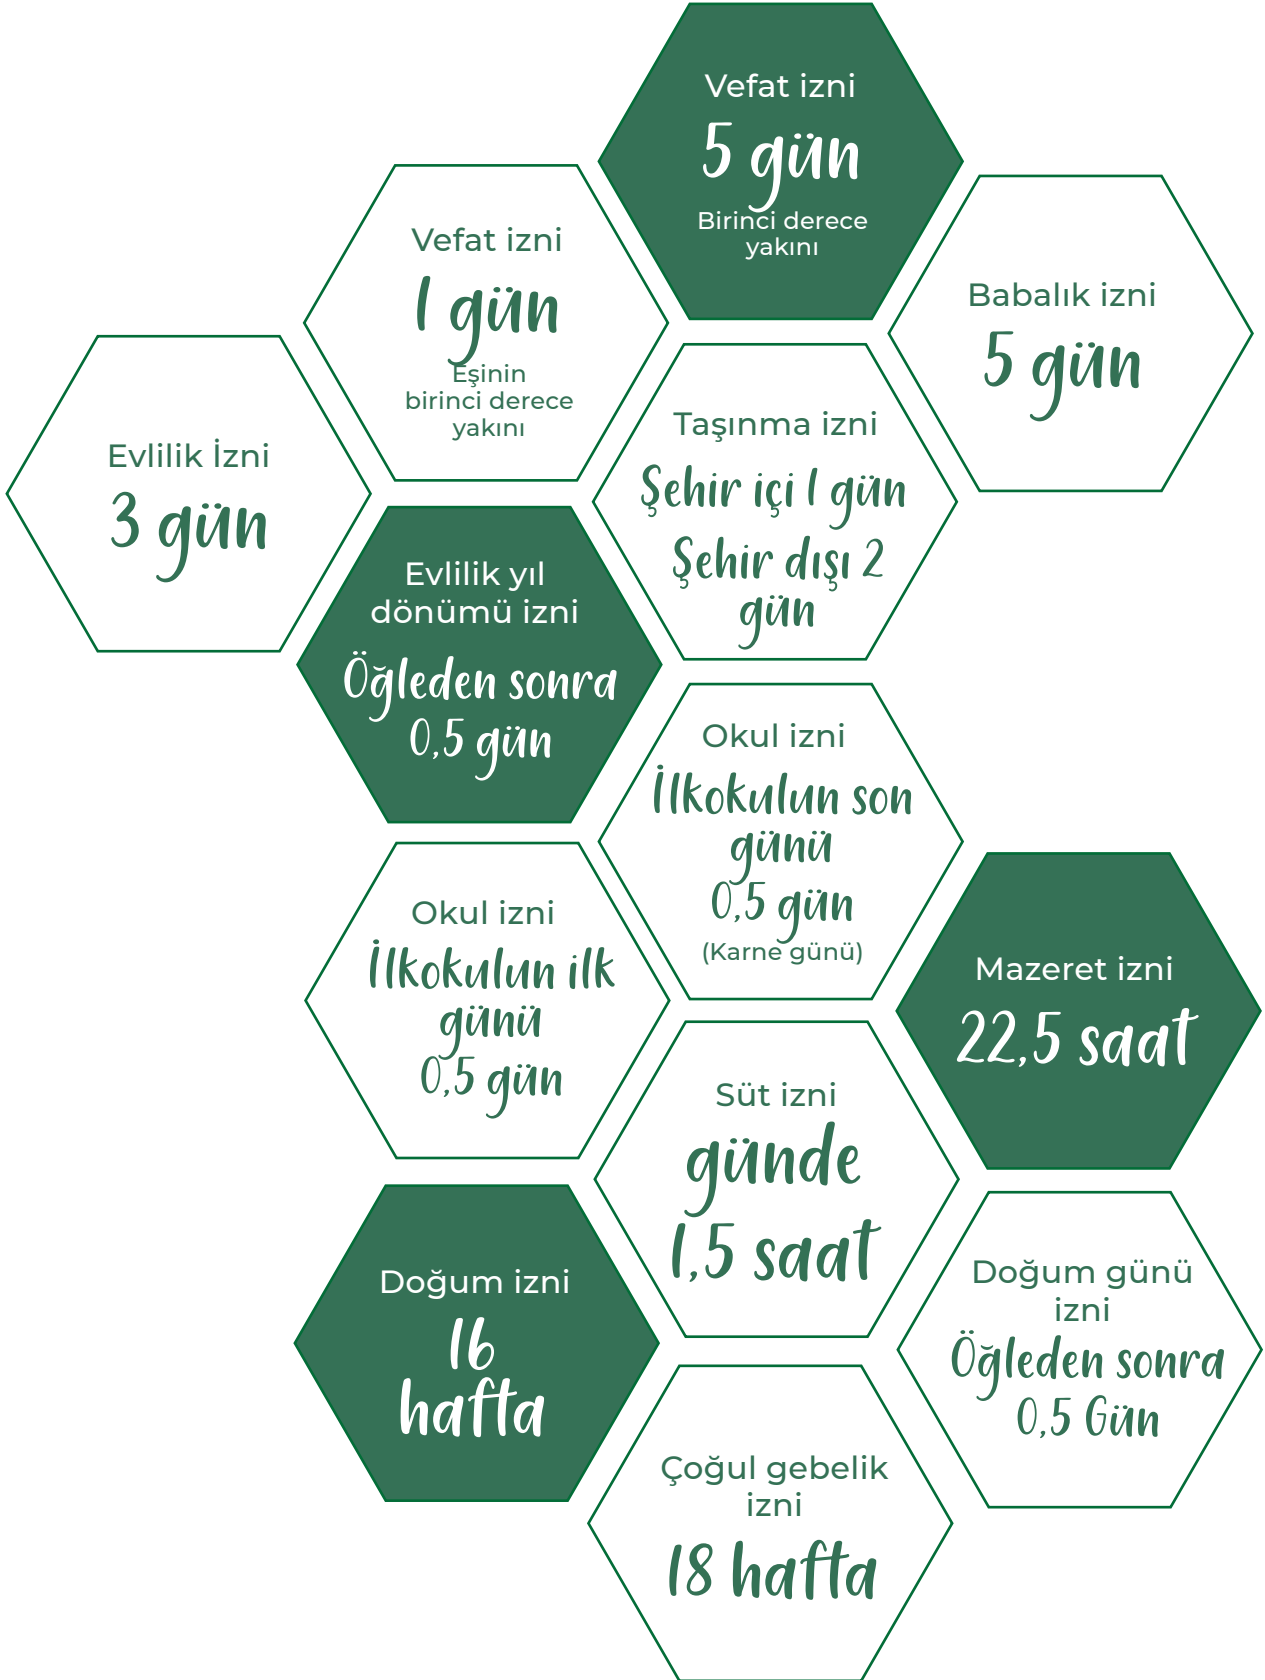 Vefat izni
5 gün
Birinci derece
yakını
Vefat izni
1 gün
Eşinin
birinci derece
yakını
Babalık izni
5 gün
Evlilik İzni
3 gün
Taşınma izni
Şehir içi 1 gün
Şehir dışı 2
gün
Evlilik yıl
dönümü izni
Öğleden sonra
0,5 gün
Okul izni
İlkokulun son
günü
0,5 gün
(Karne günü)
Okul izni
İlkokulun ilk
günü
0,5 gün
Mazeret izni
22,5 saat
Süt izni
günde
1,5 saat
Doğum izni
16
hafta
Doğum günü
izni
Öğleden sonra
0,5 Gün
Çoğul gebelik
izni
18 hafta